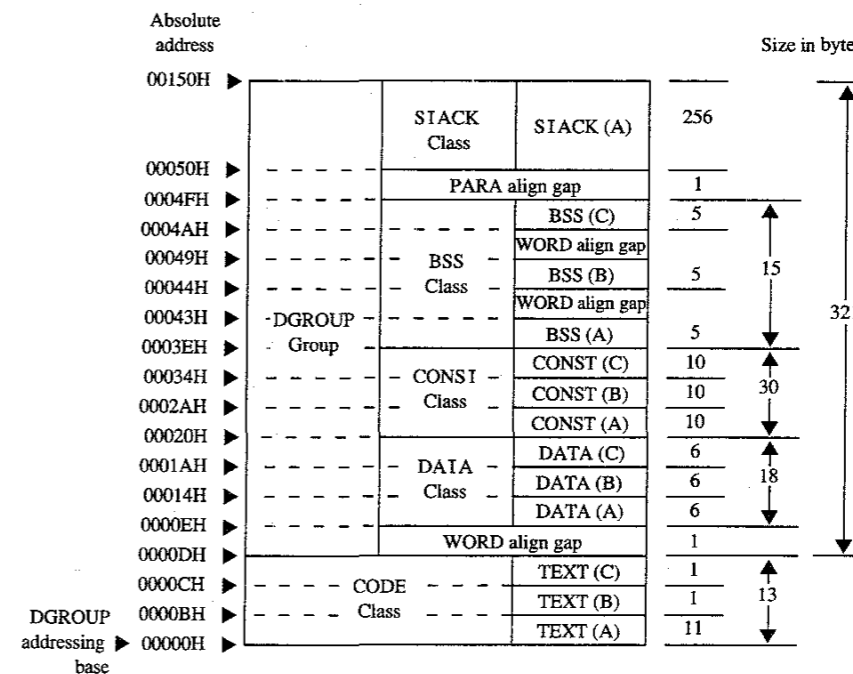 Absolute
address
Size in byte
00150H
STACK
Class
STACK (A)
256
00050H
PARA align gap
1
0004FH
BSS (C)
5
0004AH
WORD align gap
00049H
BSS
Class
BSS (B)
5
15
00044H
WORD align gap
00043H
DGROUP
Group
BSS (A)
5
32
0003EH
CONST (C)
10
00034H
CONST
Class
CONST (B)
10
30
0002AH
CONST (A)
10
00020H
DATA (C)
6
0001AH
DATA
Class
DATA (B)
6
18
00014H
DATA (A)
6
0000EH
WORD align gap
1
0000DH
TEXT (C)
1
0000CH
CODE
Class
TEXT (B)
1
13
0000BH
TEXT (A)
11
DGROUP
addressing
base
00000H